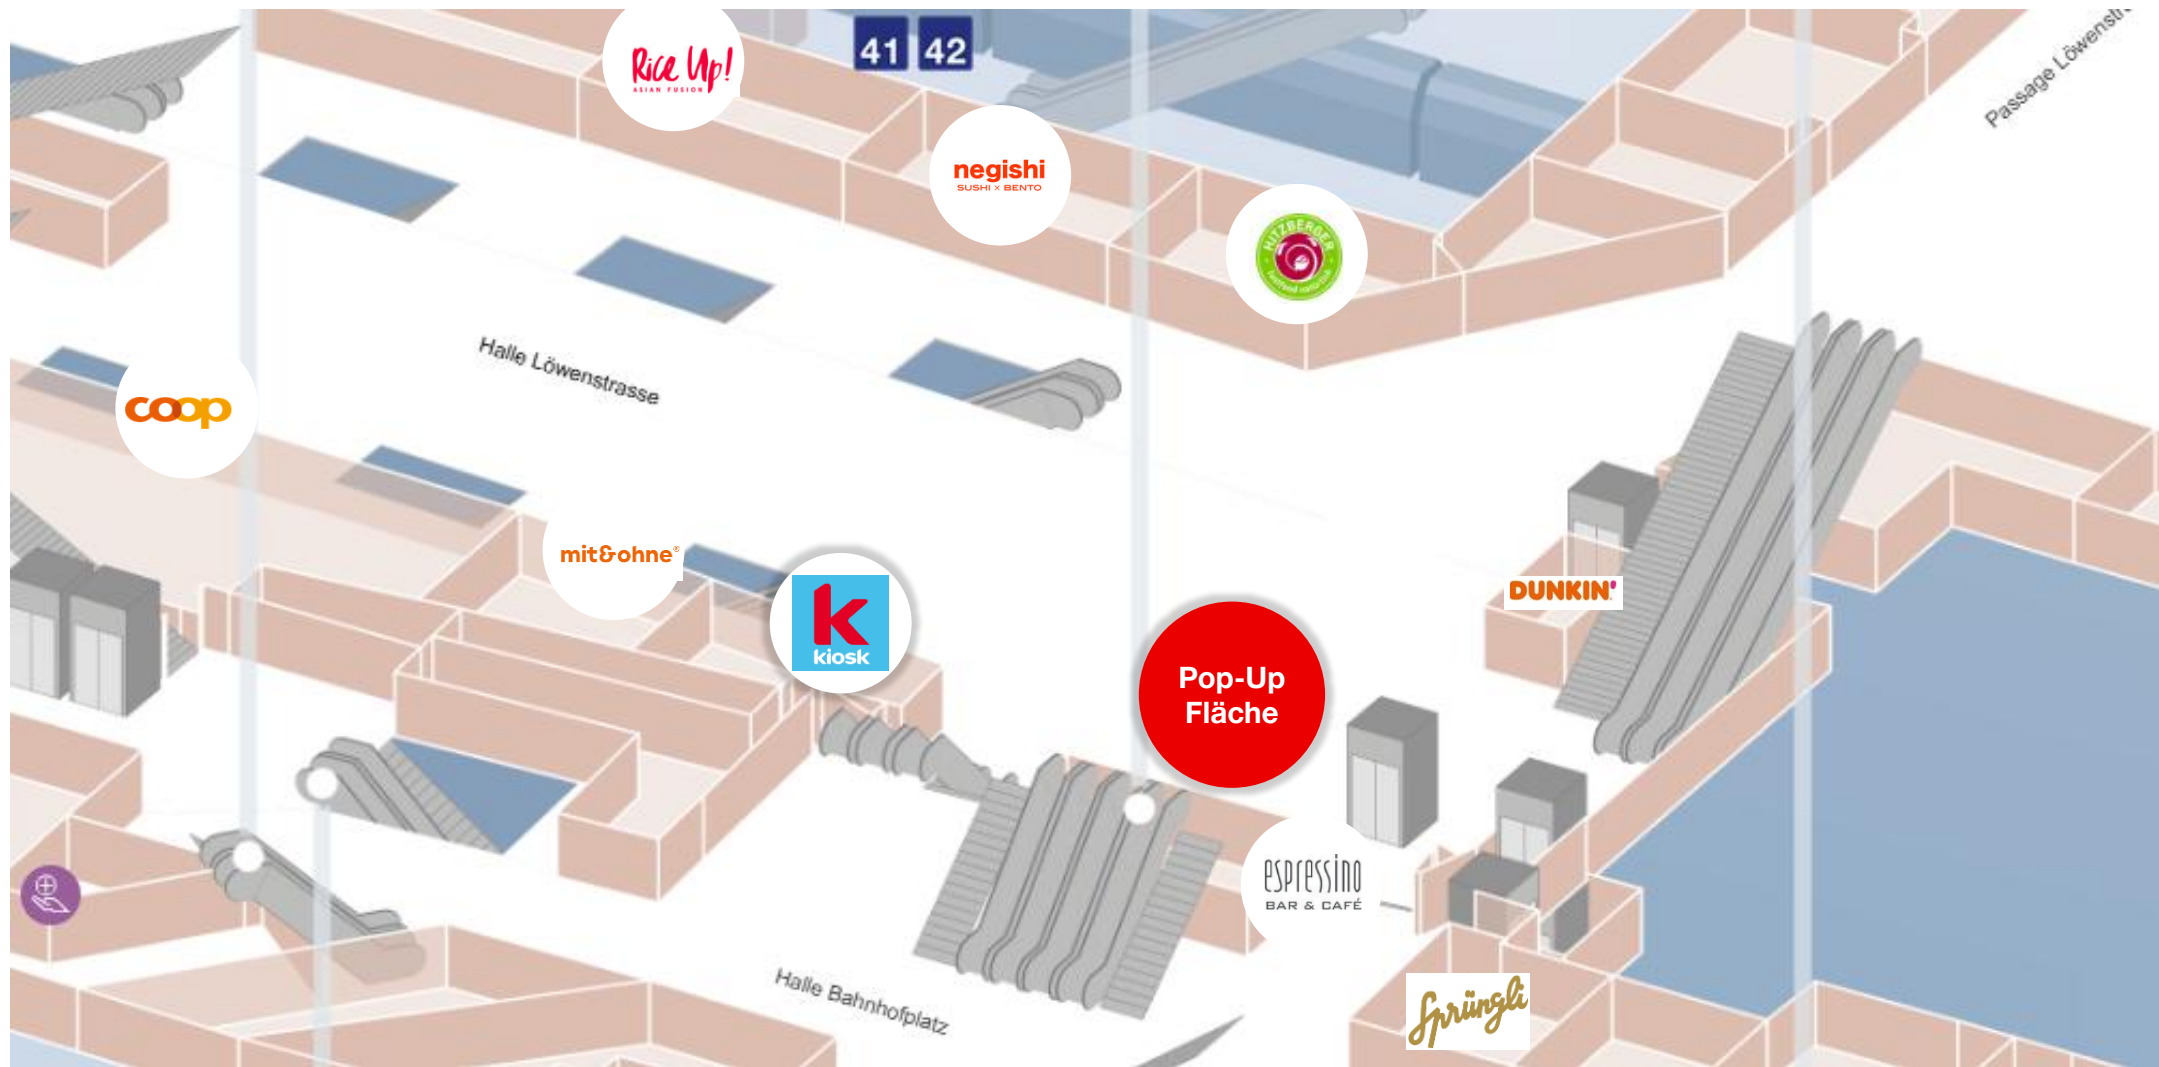 41 42
Rice Up!
ASIAN FUSION
Passage Löwenstr
negishi
SUSHI × BENTO
HITZBERGER
Halle Löwenstrasse
coop
mit&ohne®
k
kiosk
DUNKIN'
Pop-Up
Fläche
espressino
BAR & CAFÉ
Halle Bahnhofplatz
Sprüngli